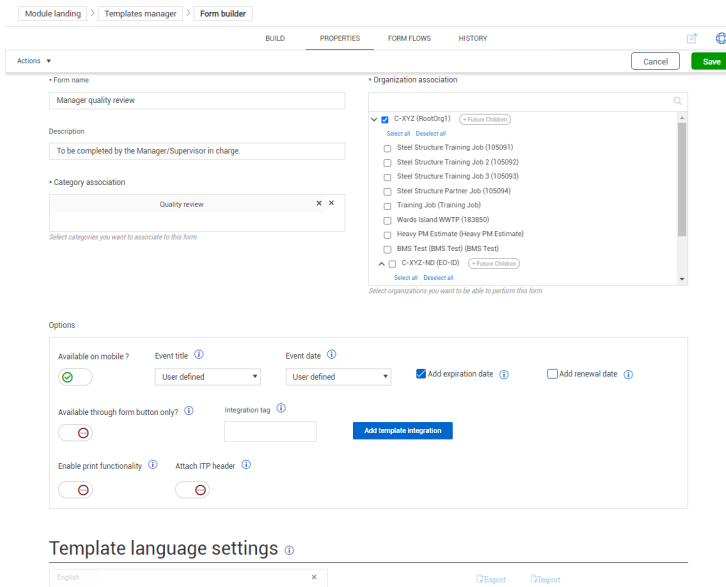 Module landing > Templates manager > Form builder
BUILD PROPERTIES FORM FLOWS HISTORY
Actions ▼ Cancel Save
• Form name
Manager quality review
Description
To be completed by the Manager/Supervisor in charge.
• Category association
Quality review × ×
Select categories you want to associate to this form
• Organization association
C-XYZ (RootOrg1) + Future Children
Select all Deselect all
Steel Structure Training Job (105091)
Steel Structure Training Job 2 (105092)
Steel Structure Training Job 3 (105093)
Steel Structure Partner Job (105094)
Training Job (Training Job)
Wards Island WWTP (183850)
Heavy PM Estimate (Heavy PM Estimate)
BMS Test (BMS Test) (BMS Test)
C-XYZ-ND (EO-ID) + Future Children
Select all Deselect all
Select organizations you want to be able to perform this form
Options
Available on mobile ? Event title Event date
User defined User defined Add expiration date Add renewal date
Available through form button only? Integration tag
Add template integration
Enable print functionality Attach ITP header
Template language settings
English × Export Import